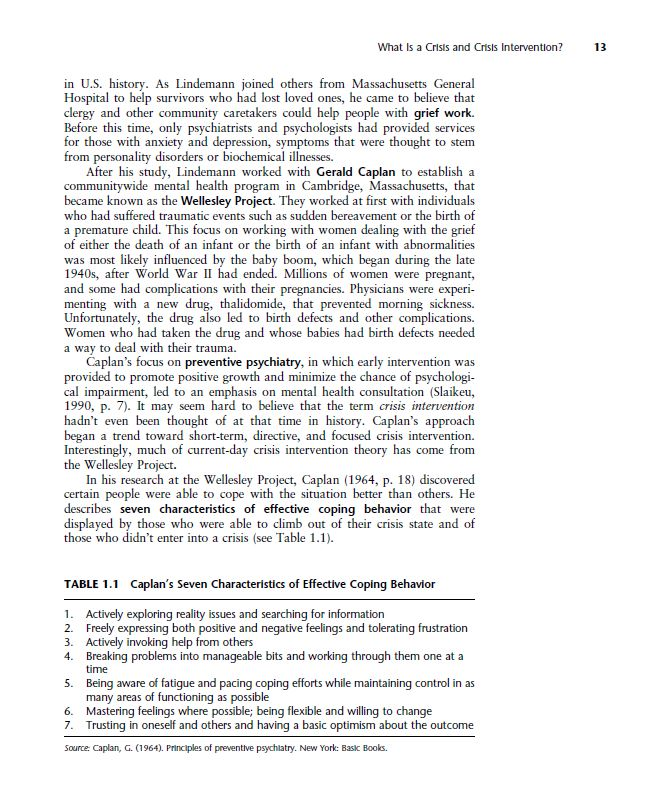 What Is a Crisis and Crisis Intervention? 13
in U.S. history. As Lindemann joined others from Massachusetts General
Hospital to help survivors who had lost loved ones, he came to believe that
clergy and other community caretakers could help people with grief work.
Before this time, only psychiatrists and psychologists had provided services
for those with anxiety and depression, symptoms that were thought to stem
from personality disorders or biochemical illnesses.
After his study, Lindemann worked with Gerald Caplan to establish a
communitywide mental health program in Cambridge, Massachusetts, that
became known as the Wellesley Project. They worked at first with individuals
who had suffered traumatic events such as sudden bereavement or the birth of
a premature child. This focus on working with women dealing with the grief
of either the death of an infant or the birth of an infant with abnormalities
was most likely influenced by the baby boom, which began during the late
1940s, after World War II had ended. Millions of women were pregnant,
and some had complications with their pregnancies. Physicians were experi-
menting with a new drug, thalidomide, that prevented morning sickness.
Unfortunately, the drug also led to birth defects and other complications.
Women who had taken the drug and whose babies had birth defects needed
a way to deal with their trauma.
Caplan's focus on preventive psychiatry, in which early intervention was
provided to promote positive growth and minimize the chance of psychologi-
cal impairment, led to an emphasis on mental health consultation (Slaikeu,
1990, p. 7). It may seem hard to believe that the term crisis intervention
hadn't even been thought of at that time in history. Caplan's approach
began a trend toward short-term, directive, and focused crisis intervention.
Interestingly, much of current-day crisis intervention theory has come from
the Wellesley Project.
In his research at the Wellesley Project, Caplan (1964, p. 18) discovered
certain people were able to cope with the situation better than others. He
describes seven characteristics of effective coping behavior that were
displayed by those who were able to climb out of their crisis state and of
those who didn't enter into a crisis (see Table 1.1).
TABLE 1.1 Caplan's Seven Characteristics of Effective Coping Behavior
1. Actively exploring reality issues and searching for information
2. Freely expressing both positive and negative feelings and tolerating frustration
3. Actively invoking help from others
4. Breaking problems into manageable bits and working through them one at a
time
5. Being aware of fatigue and pacing coping efforts while maintaining control in as
many areas of functioning as possible
6. Mastering feelings where possible; being flexible and willing to change
7. Trusting in oneself and others and having a basic optimism about the outcome
Source: Caplan, G. (1964). Principles of preventive psychiatry. New York: Basic Books.